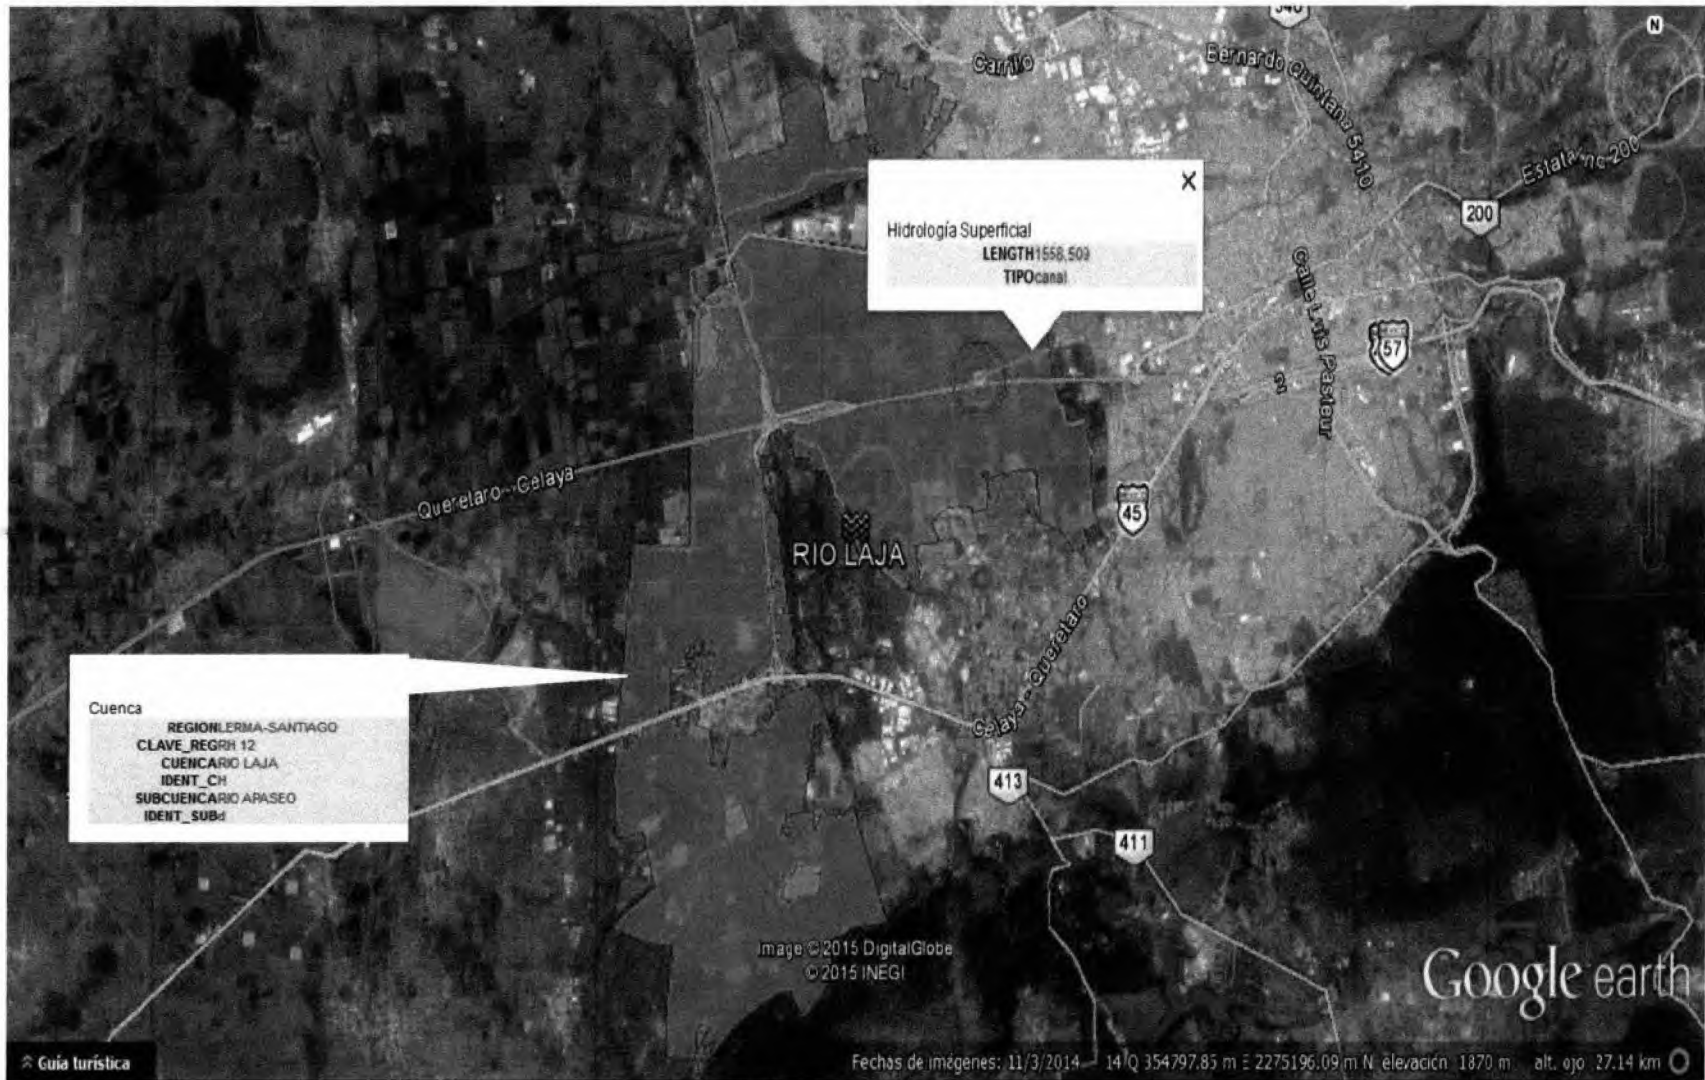 540
N
Carrillo
Bernardo Quintana 5410
Estatal no 200
200
X
Hidrología Superficial
LENGTH1558.509
TIPOcanal
Calle Luis Pasteur
57
2
Queretaro - Celaya
45
RIO LAJA
Celaya - Querétaro
Cuenca
REGIONLERMA-SANTIAGO
CLAVE_REGRH 12
CUENCARIO LAJA
IDENT_CH
SUBCUENCARIO APASEO
IDENT_SUBd
413
411
Image © 2015 DigitalGlobe
© 2015 INEGI
Google earth
Guía turística
Fechas de imágenes: 11/3/2014 14 Q 354797.85 m E 2275196.09 m N elevación 1870 m alt. ojo 27.14 km